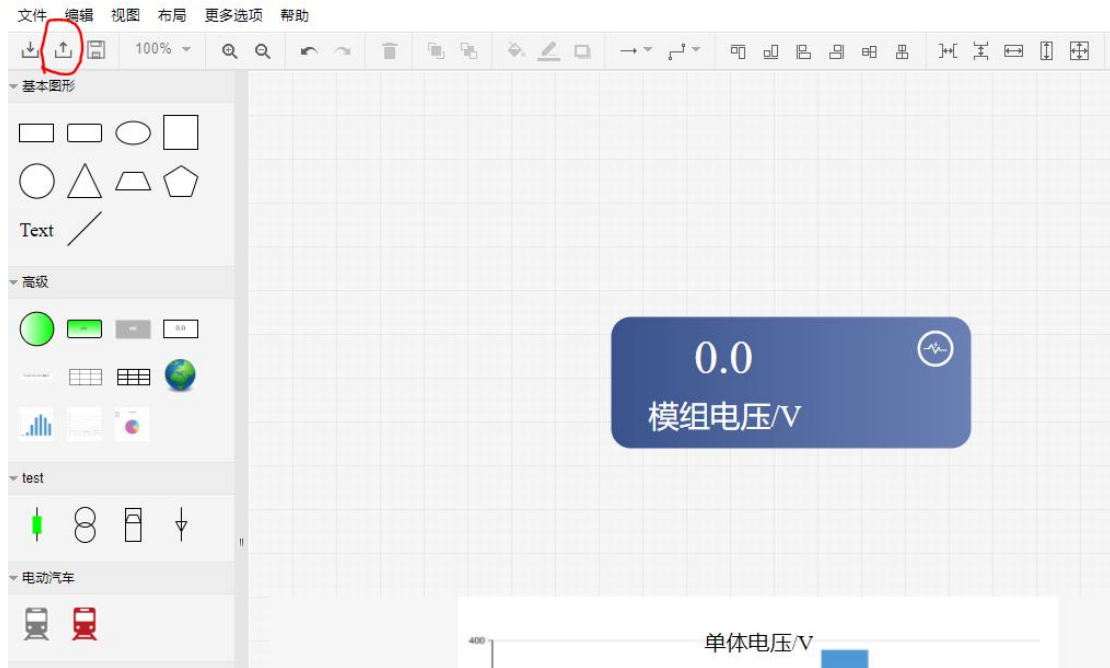 文件 编辑 视图 布局 更多选项 帮助
100%
基本图形
Text
高级
0.0
test
电动汽车
0.0
模组电压/V
单体电压/V
400